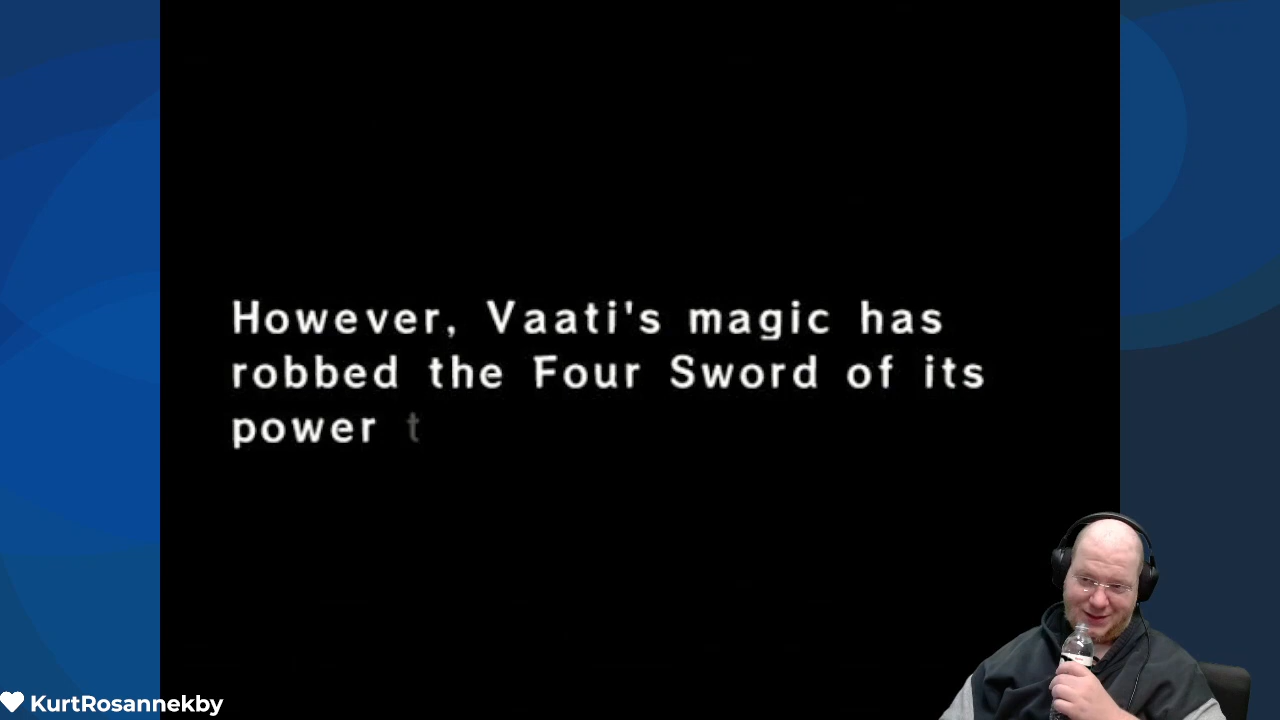 However, Vaati's magic has
robbed the Four Sword of its
power t
KurtRosannekby